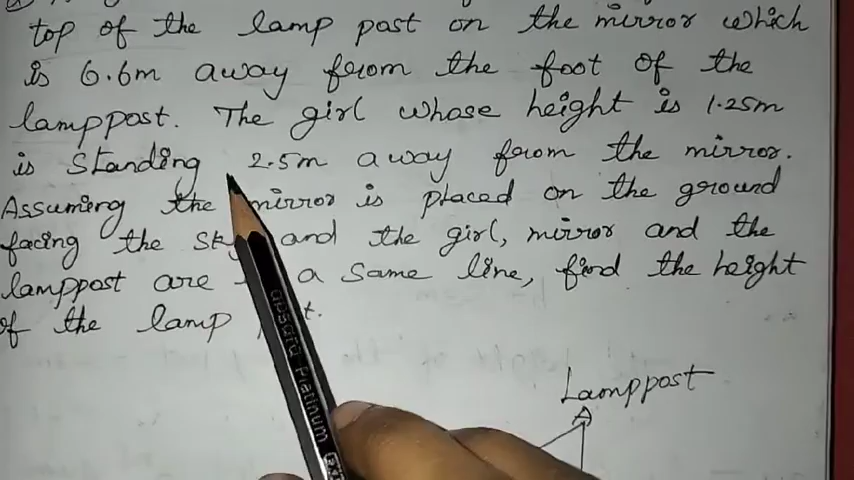 top of the lamp post on the mirror which
is 6.6m away from the foot of the
lamppost. The girl whose height is 1.25m
is standing 2.5m away from the mirror.
Assuming the mirror is placed on the ground
facing the and the girl, mirror and the
lamppost are a same line, find the height
of the lamp
Lamppost
A
apsara Platinum